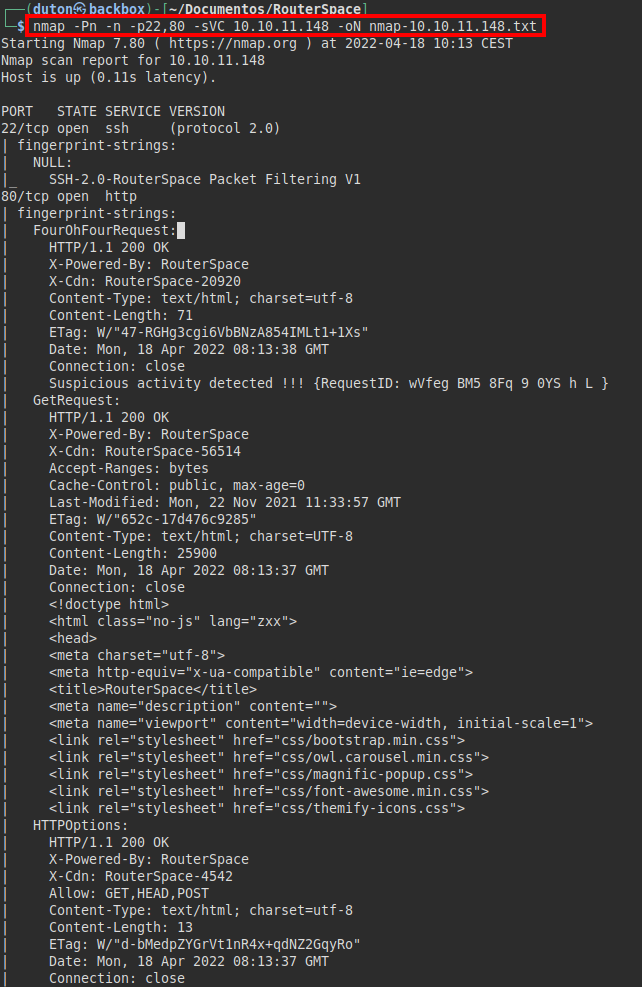 ┌──(duton㉿backbox)-[~/Documentos/RouterSpace]
└─$ nmap -Pn -n -p22,80 -sVC 10.10.11.148 -oN nmap-10.10.11.148.txt
Starting Nmap 7.80 ( https://nmap.org ) at 2022-04-18 10:13 CEST
Nmap scan report for 10.10.11.148
Host is up (0.11s latency).

PORT   STATE SERVICE VERSION
22/tcp open  ssh     (protocol 2.0)
| fingerprint-strings:
|   NULL:
|_    SSH-2.0-RouterSpace Packet Filtering V1
80/tcp open  http
| fingerprint-strings:
|   FourOhFourRequest:
|     HTTP/1.1 200 OK
|     X-Powered-By: RouterSpace
|     X-Cdn: RouterSpace-20920
|     Content-Type: text/html; charset=utf-8
|     Content-Length: 71
|     ETag: W/"47-RGHg3cgi6VbBNzA854IMLt1+1Xs"
|     Date: Mon, 18 Apr 2022 08:13:38 GMT
|     Connection: close
|     Suspicious activity detected !!! {RequestID: wVfeg BM5 8Fq 9 0YS h L }
|   GetRequest:
|     HTTP/1.1 200 OK
|     X-Powered-By: RouterSpace
|     X-Cdn: RouterSpace-56514
|     Accept-Ranges: bytes
|     Cache-Control: public, max-age=0
|     Last-Modified: Mon, 22 Nov 2021 11:33:57 GMT
|     ETag: W/"652c-17d476c9285"
|     Content-Type: text/html; charset=UTF-8
|     Content-Length: 25900
|     Date: Mon, 18 Apr 2022 08:13:37 GMT
|     Connection: close
|     <!doctype html>
|     <html class="no-js" lang="zxx">
|     <head>
|     <meta charset="utf-8">
|     <meta http-equiv="x-ua-compatible" content="ie=edge">
|     <title>RouterSpace</title>
|     <meta name="description" content="">
|     <meta name="viewport" content="width=device-width, initial-scale=1">
|     <link rel="stylesheet" href="css/bootstrap.min.css">
|     <link rel="stylesheet" href="css/owl.carousel.min.css">
|     <link rel="stylesheet" href="css/magnific-popup.css">
|     <link rel="stylesheet" href="css/font-awesome.min.css">
|     <link rel="stylesheet" href="css/themify-icons.css">
|   HTTPOptions:
|     HTTP/1.1 200 OK
|     X-Powered-By: RouterSpace
|     X-Cdn: RouterSpace-4542
|     Allow: GET,HEAD,POST
|     Content-Type: text/html; charset=utf-8
|     Content-Length: 13
|     ETag: W/"d-bMedpZYGrVt1nR4x+qdNZ2GqyRo"
|     Date: Mon, 18 Apr 2022 08:13:37 GMT
|     Connection: close